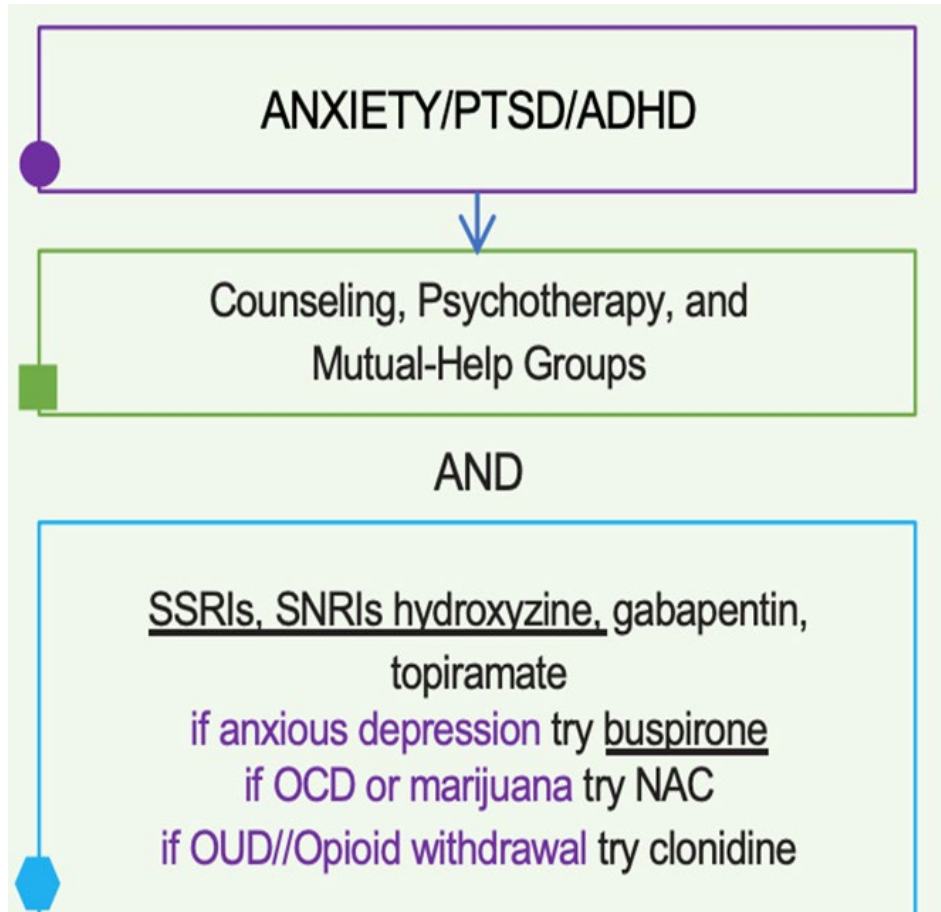 ANXIETY/PTSD/ADHD
Counseling, Psychotherapy, and
Mutual-Help Groups
AND
SSRIs, SNRIs hydroxyzine, gabapentin,
topiramate
if anxious depression try buspirone
if OCD or marijuana try NAC
if OUD//Opioid withdrawal try clonidine